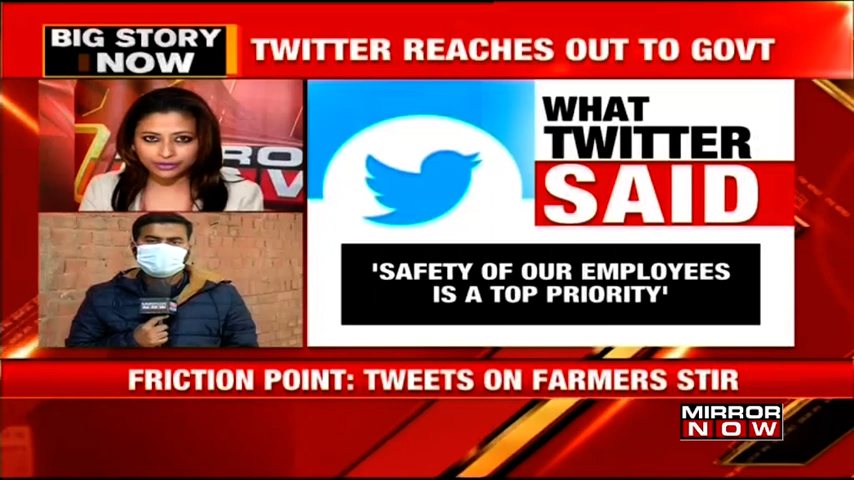 BIG STORY
NOW
TWITTER REACHES OUT TO GOVT
WHAT
TWITTER
SAID
'SAFETY OF OUR EMPLOYEES
IS A TOP PRIORITY'
FRICTION POINT: TWEETS ON FARMERS STIR
MIRROR
NOW